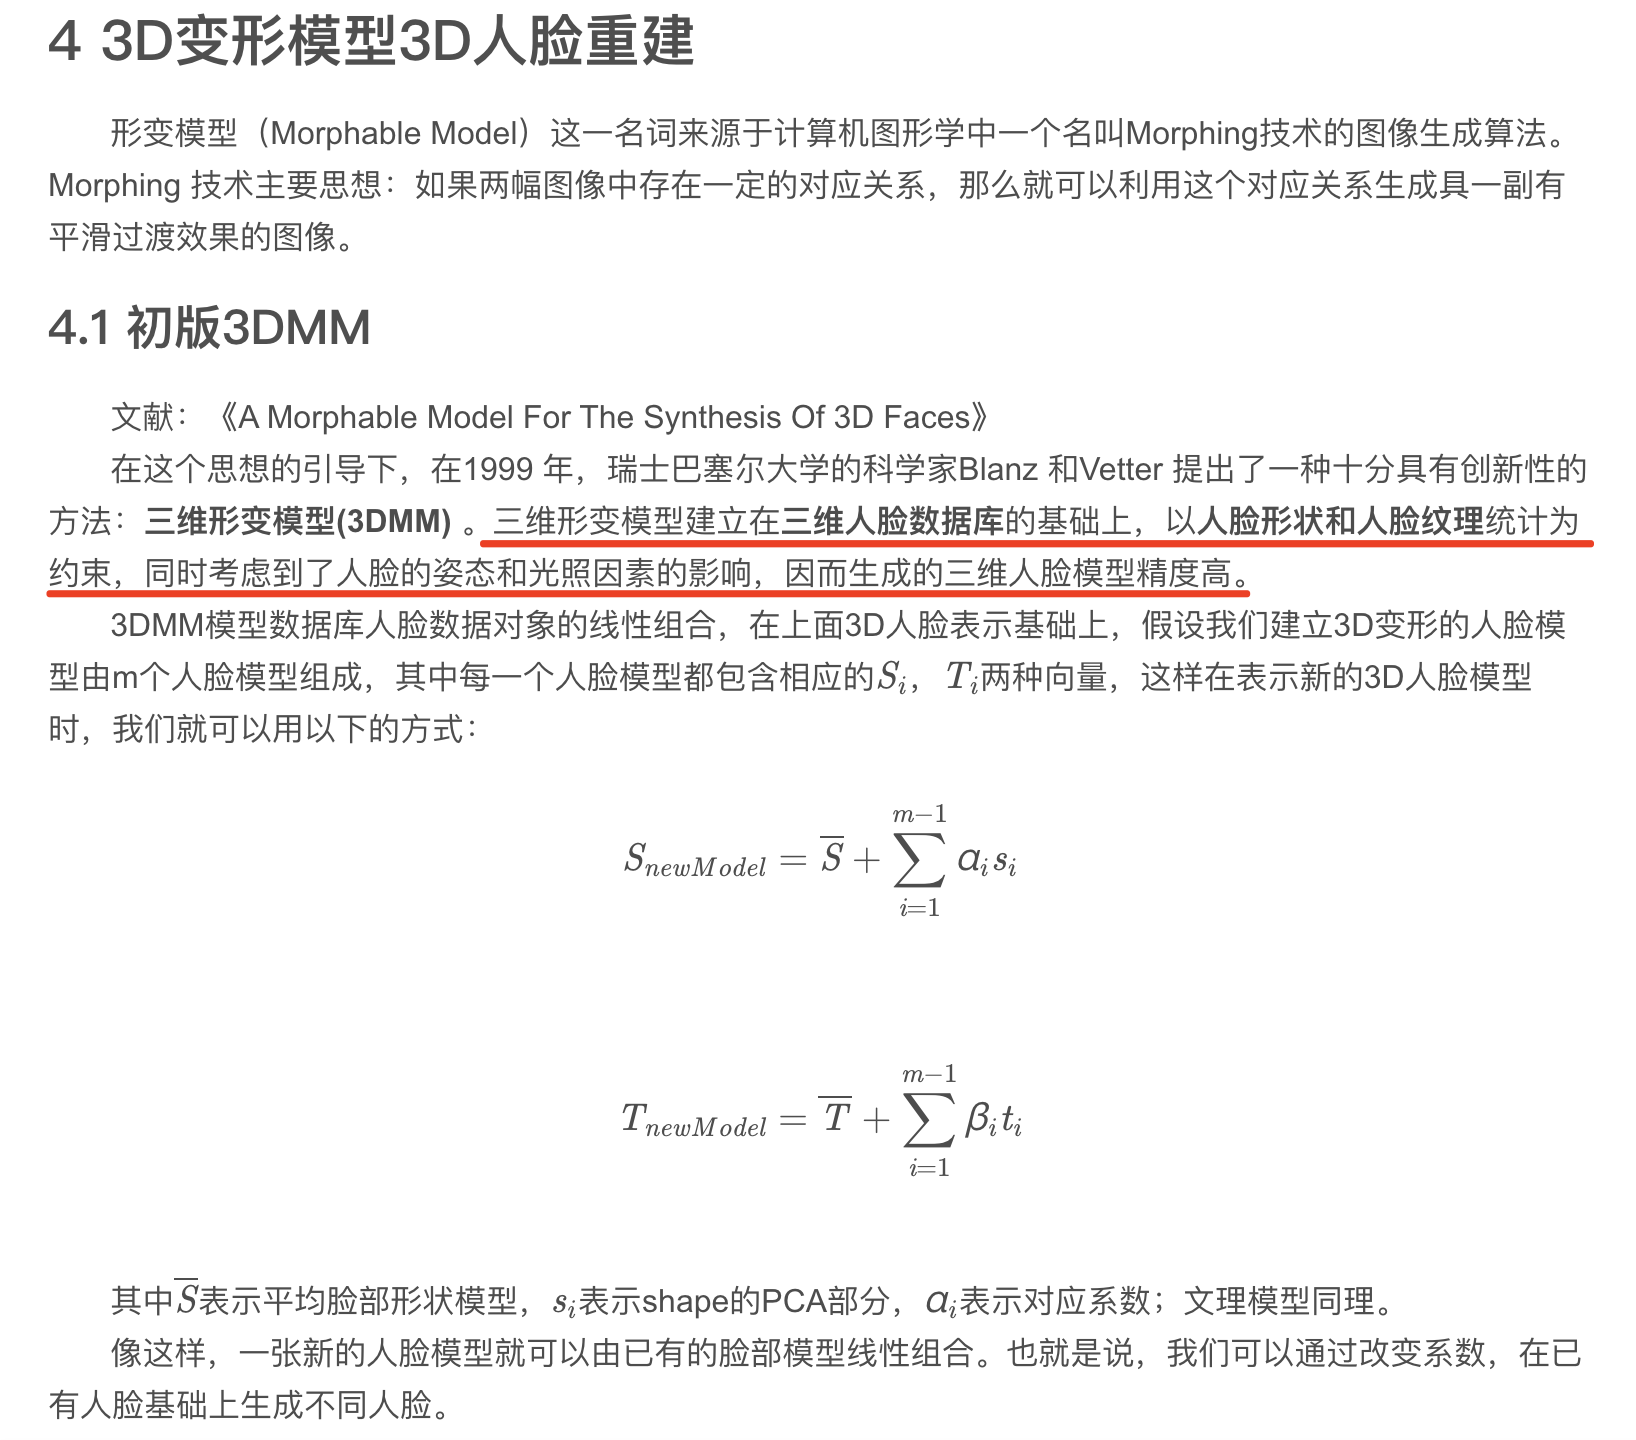 4 3D变形模型3D人脸重建
形变模型（Morphable Model）这一名词来源于计算机图形学中一个名叫Morphing技术的图像生成算法。
Morphing 技术主要思想：如果两幅图像中存在一定的对应关系，那么就可以利用这个对应关系生成具一副有
平滑过渡效果的图像。
4.1 初版3DMM
文献：《A Morphable Model For The Synthesis Of 3D Faces》
在这个思想的引导下，在1999 年，瑞士巴塞尔大学的科学家Blanz 和Vetter 提出了一种十分具有创新性的
方法：三维形变模型(3DMM) 。三维形变模型建立在三维人脸数据库的基础上，以人脸形状和人脸纹理统计为
约束，同时考虑到了人脸的姿态和光照因素的影响，因而生成的三维人脸模型精度高。
3DMM模型数据库人脸数据对象的线性组合，在上面3D人脸表示基础上，假设我们建立3D变形的人脸模
型由m个人脸模型组成，其中每一个人脸模型都包含相应的$S_i$，$T_i$两种向量，这样在表示新的3D人脸模型
时，我们就可以用以下的方式：
$S_{newModel} = \overline{S} + \sum_{i=1}^{m-1} \alpha_i s_i$
$T_{newModel} = \overline{T} + \sum_{i=1}^{m-1} \beta_i t_i$
其中$\overline{S}$表示平均脸部形状模型，$s_i$表示shape的PCA部分，$\alpha_i$表示对应系数；文理模型同理。
像这样，一张新的人脸模型就可以由已有的脸部模型线性组合。也就是说，我们可以通过改变系数，在已
有人脸基础上生成不同人脸。